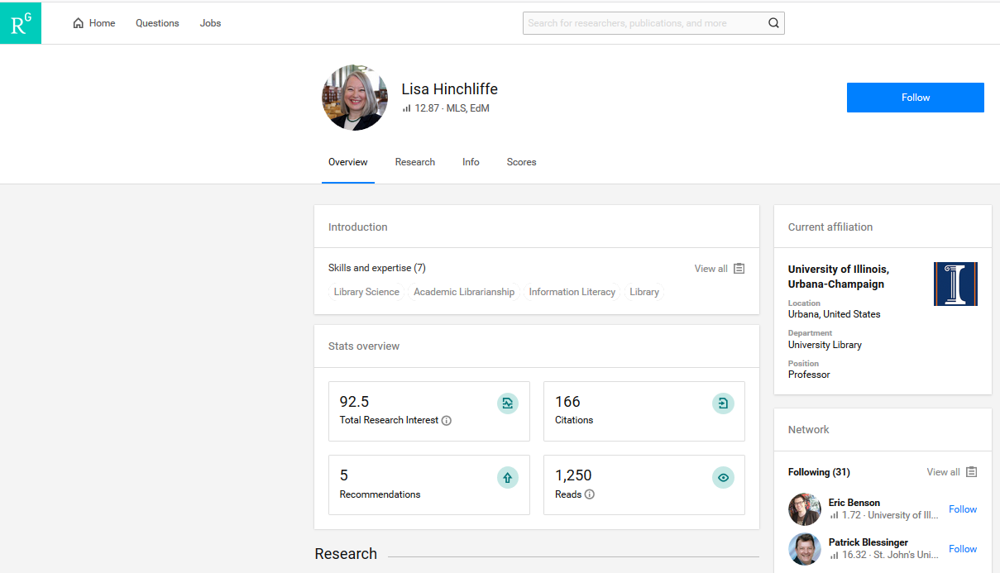 RG
Home Questions Jobs
Search for researchers, publications, and more
Lisa Hinchliffe
12.87 · MLS, EdM
Follow
Overview Research Info Scores
Introduction
Skills and expertise (7)
View all
Library Science Academic Librarianship Information Literacy Library
Stats overview
92.5
Total Research Interest
166
Citations
5
Recommendations
1,250
Reads
Research
Current affiliation
University of Illinois,
Urbana-Champaign
Location
Urbana, United States
Department
University Library
Position
Professor
Network
Following (31)
View all
Eric Benson
1.72 · University of Ill...
Follow
Patrick Blessinger
16.32 · St. John's Uni...
Follow